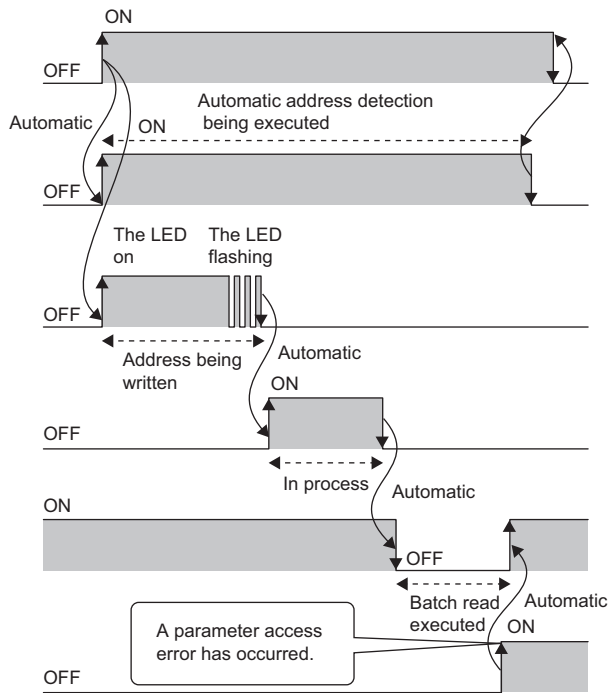 ON
OFF
Automatic address detection
being executed
Automatic
ON
OFF
The LED
on
The LED
flashing
OFF
Address being
written
Automatic
ON
OFF
In process
Automatic
ON
OFF
Batch read
executed
Automatic
ON
A parameter access
error has occurred.
OFF